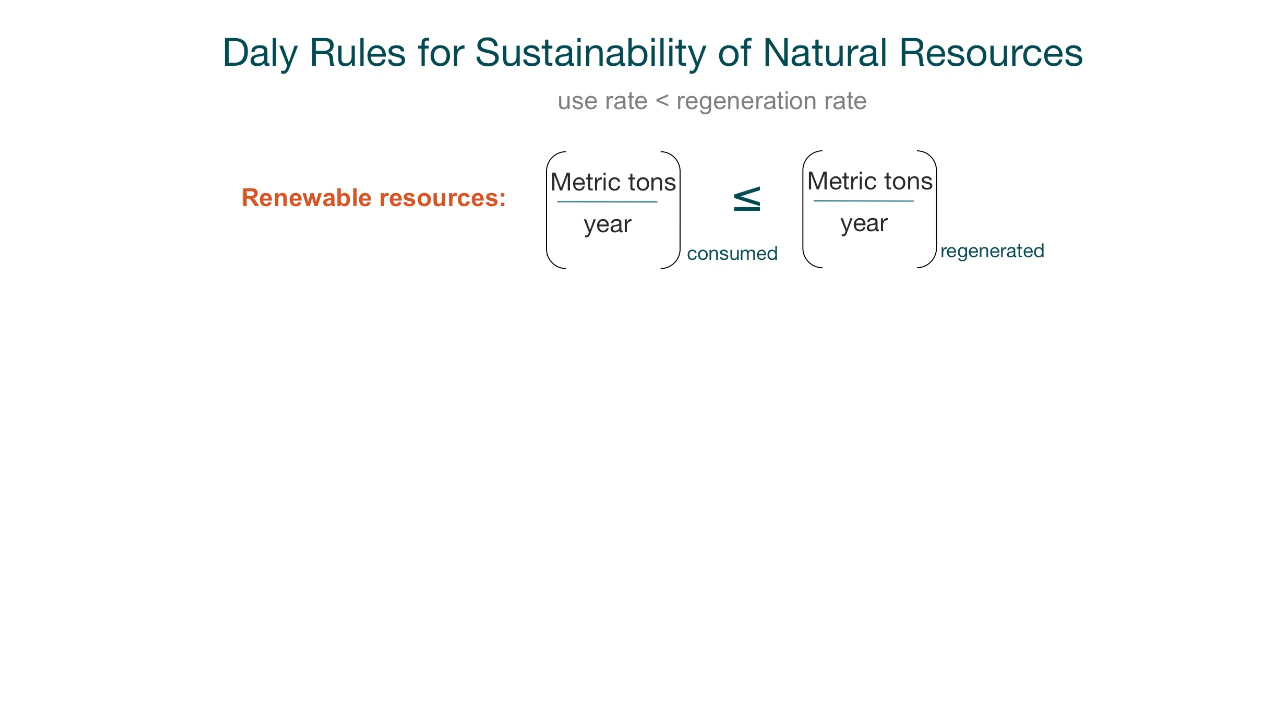 Daly Rules for Sustainability of Natural Resources
use rate < regeneration rate
Renewable resources:
Metric tons
year
consumed
≤
Metric tons
year
regenerated